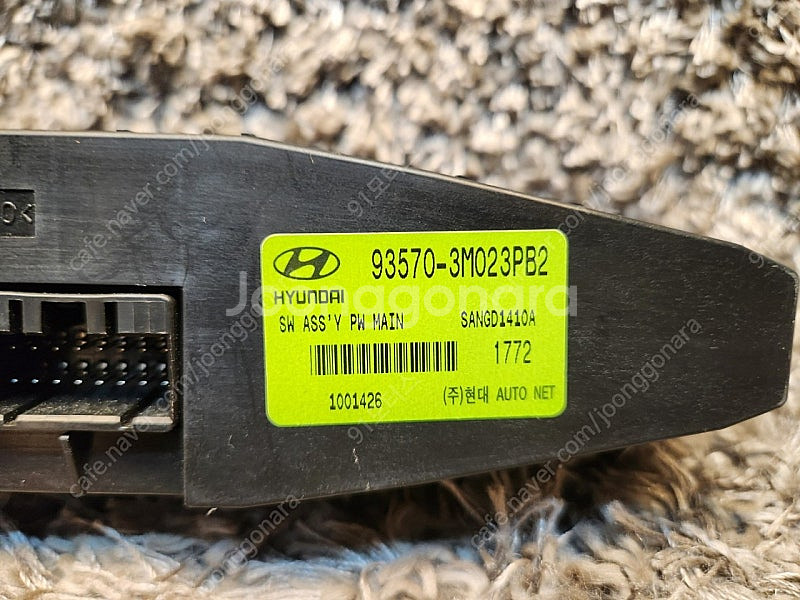 93570-3M023PB2
HYUNDAI
SW ASS'Y PW MAIN SANGD1410A
1772
1001426 (주)현대 AUTO NET
Joonggonara
cafe.naver.com/joonggonara